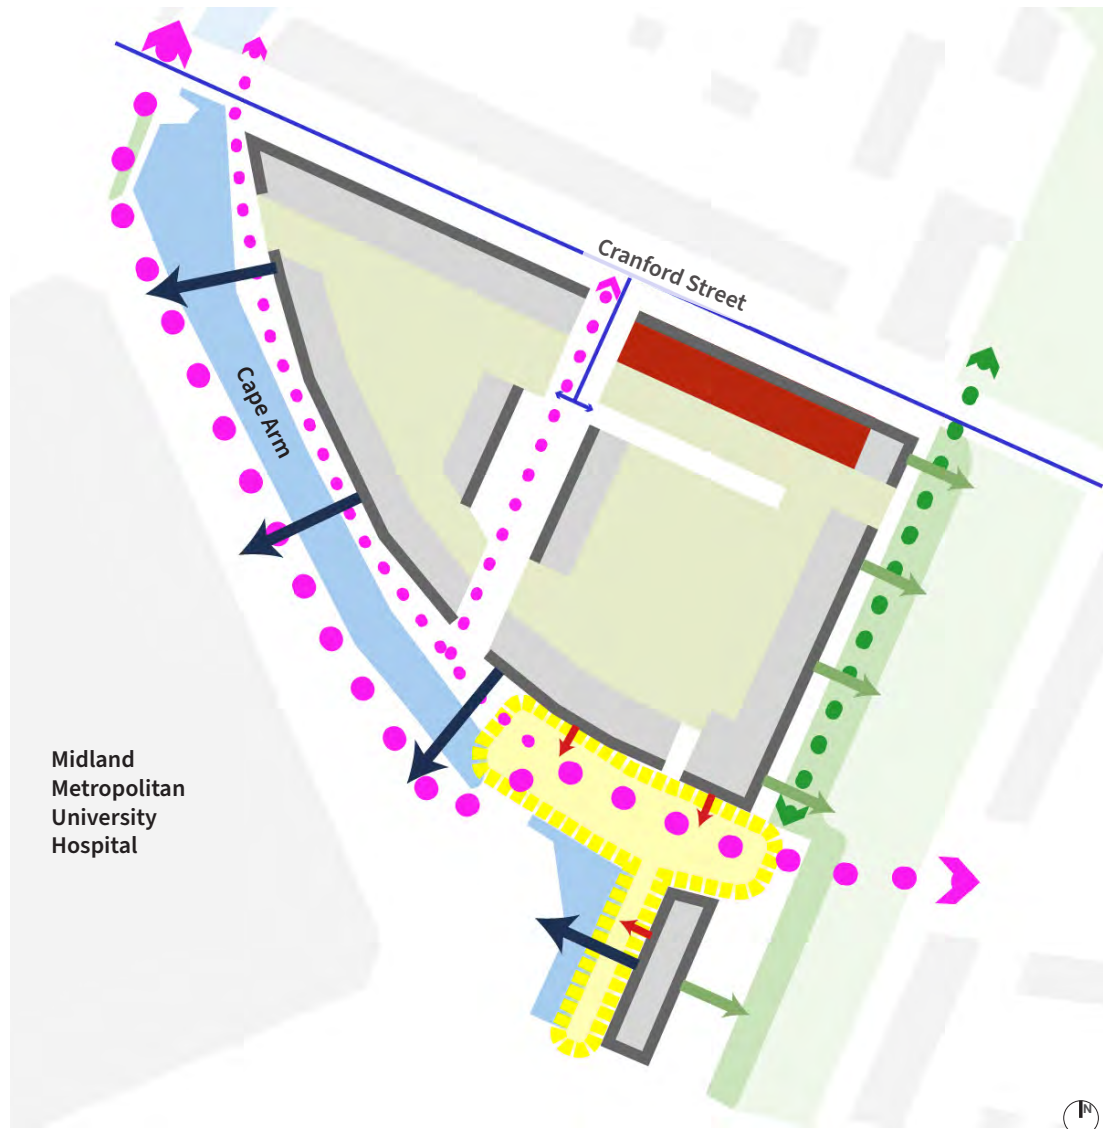 Cranford Street
Cape Arm
Midland
Metropolitan
University
Hospital
N